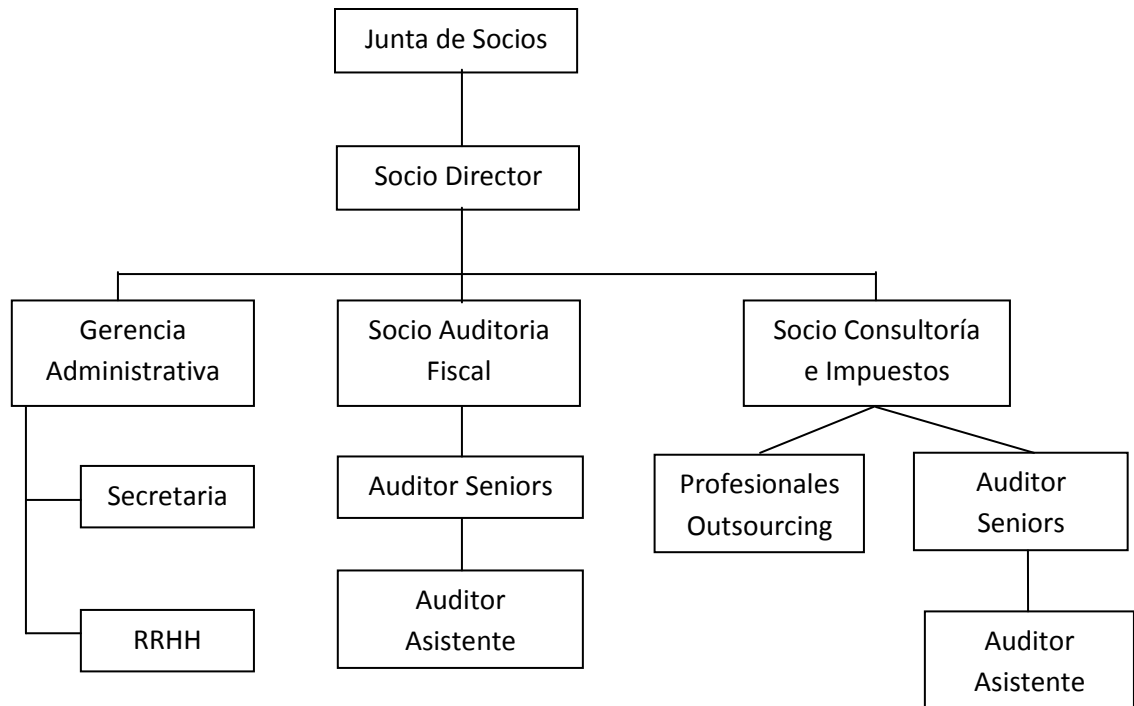 Junta de Socios
Socio Director
Gerencia
Administrativa
Socio Auditoria
Fiscal
Socio Consultoría
e Impuestos
Secretaria
RRHH
Auditor Seniors
Auditor
Asistente
Profesionales
Outsourcing
Auditor
Seniors
Auditor
Asistente